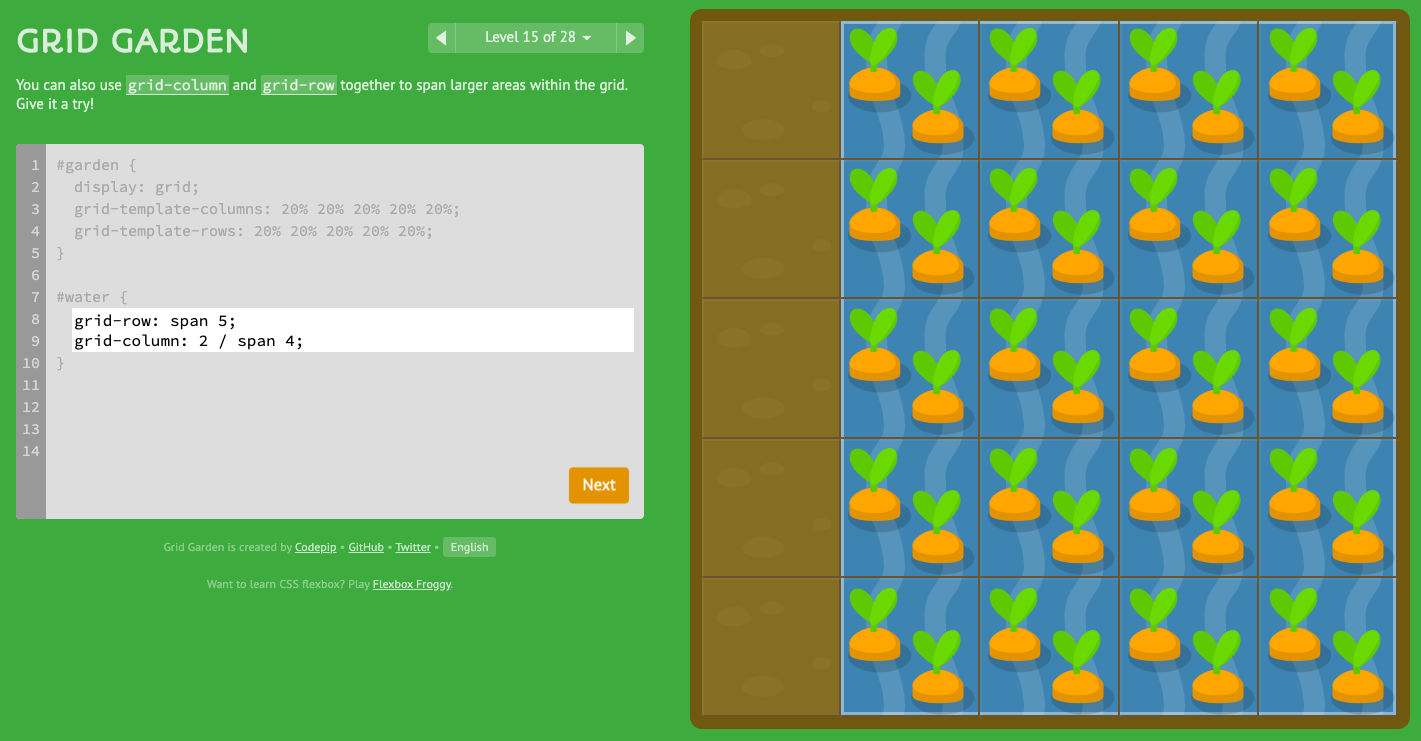 GRID GARDEN
Level 15 of 28
You can also use grid-column and grid-row together to span larger areas within the grid.
Give it a try!
1 #garden {
2 display: grid;
3 grid-template-columns: 20% 20% 20% 20% 20%;
4 grid-template-rows: 20% 20% 20% 20% 20%;
5 }
6
7 #water {
8 grid-row: span 5;
9 grid-column: 2 / span 4;
10 }
11
12
13
14
Next
Grid Garden is created by Codepip • GitHub • Twitter • English
Want to learn CSS flexbox? Play Flexbox Froggy.